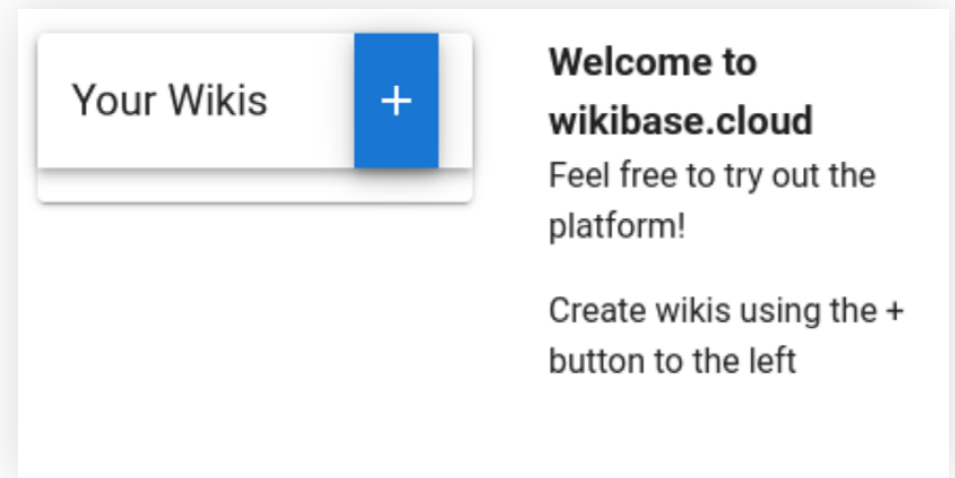 Your Wikis
+
Welcome to
wikibase.cloud
Feel free to try out the
platform!
Create wikis using the +
button to the left